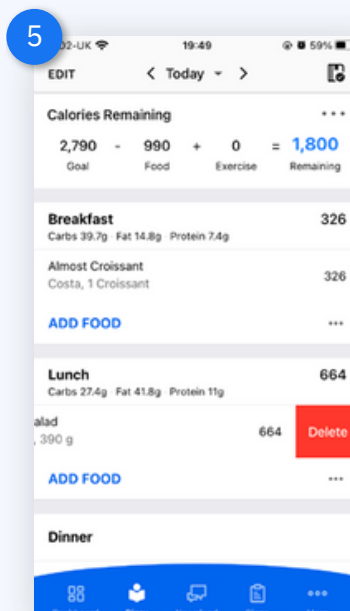 5
02-UK 19:49 59%
EDIT Today
Calories Remaining
2,790 - 990 + 0 = 1,800
Goal Food Exercise Remaining
Breakfast 326
Carbs 39.7g Fat 14.8g Protein 7.4g
Almond Croissant 326
Costa, 1 Croissant
ADD FOOD
Lunch 664
Carbs 27.4g Fat 41.8g Protein 11g
alad
, 390 g 664 Delete
ADD FOOD
Dinner